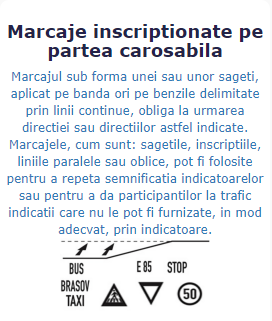 Marcaje inscriptionate pe
partea carosabila
Marcajul sub forma unei sau unor sageti,
aplicat pe banda ori pe benzile delimitate
prin linii continue, obliga la urmarea
directiei sau directiilor astfel indicate.
Marcajele, cum sunt: sagetile, inscriptiile,
liniile paralele sau oblice, pot fi folosite
pentru a repeta semnificatia indicatoarelor
sau pentru a da participantilor la trafic
indicatii care nu le pot fi furnizate, in mod
adecvat, prin indicatoare.
BUS E 85 STOP
BRASOV
TAXI 50